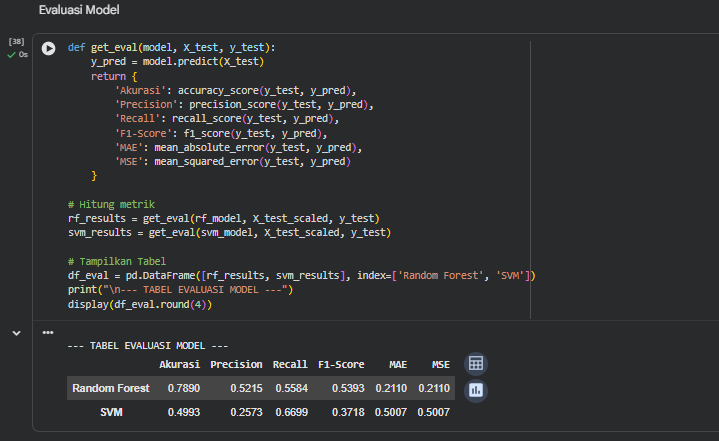 Evaluasi Model
[38]
0s
def get_eval(model, X_test, y_test):
    y_pred = model.predict(X_test)
    return {
        'Akurasi': accuracy_score(y_test, y_pred),
        'Precision': precision_score(y_test, y_pred),
        'Recall': recall_score(y_test, y_pred),
        'F1-Score': f1_score(y_test, y_pred),
        'MAE': mean_absolute_error(y_test, y_pred),
        'MSE': mean_squared_error(y_test, y_pred)
    }
# Hitung metrik
rf_results = get_eval(rf_model, X_test_scaled, y_test)
svm_results = get_eval(svm_model, X_test_scaled, y_test)
# Tampilkan Tabel
df_eval = pd.DataFrame([rf_results, svm_results], index=['Random Forest', 'SVM'])
print("\n--- TABEL EVALUASI MODEL ---")
display(df_eval.round(4))
--- TABEL EVALUASI MODEL ---
Akurasi Precision Recall F1-Score MAE MSE
Random Forest 0.7890 0.5215 0.5584 0.5393 0.2110 0.2110
SVM 0.4993 0.2573 0.6699 0.3718 0.5007 0.5007